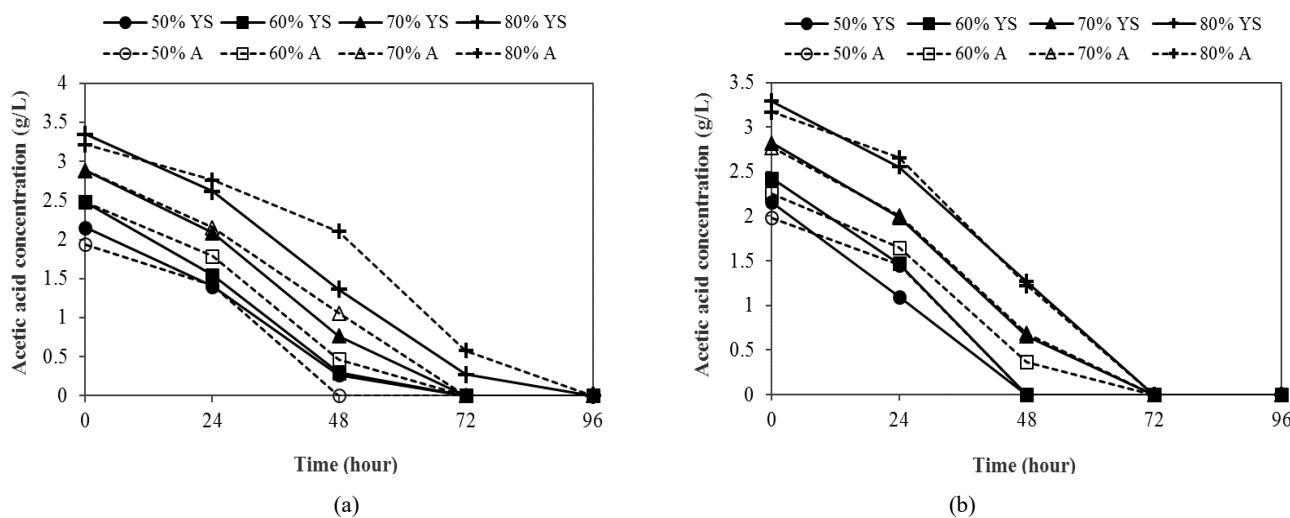 50% YS 60% YS 70% YS 80% YS
50% A 60% A 70% A 80% A
4
3.5
3
2.5
2
1.5
1
0.5
0
Acetic acid concentration (g/L)
0 24 48 72 96
Time (hour)
(a)
50% YS 60% YS 70% YS 80% YS
50% A 60% A 70% A 80% A
3.5
3
2.5
2
1.5
1
0.5
0
Acetic acid concentration (g/L)
0 24 48 72 96
Time (hour)
(b)